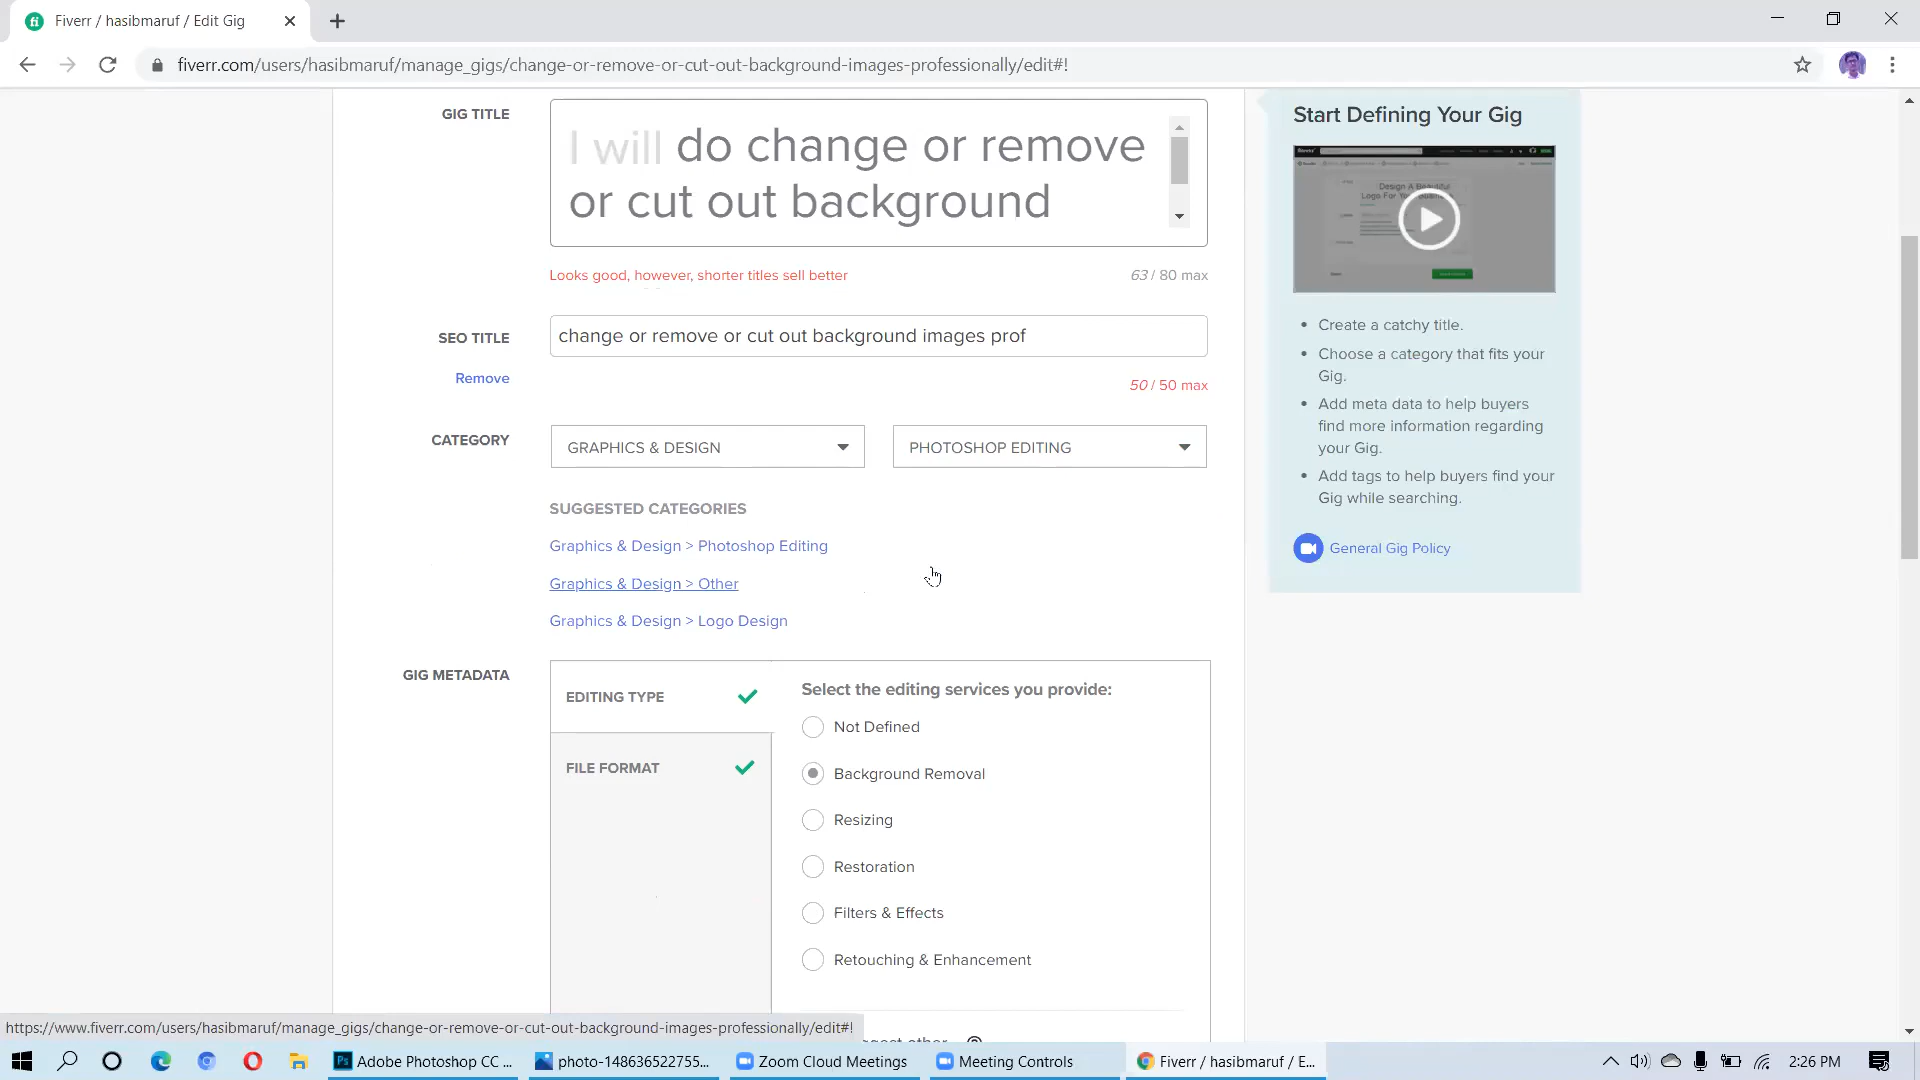 Fiverr / hasibmaruf / Edit Gig
fiverr.com/users/hasibmaruf/manage_gigs/change-or-remove-or-cut-out-background-images-professionally/edit#!
GIG TITLE
I will do change or remove
or cut out background
Looks good, however, shorter titles sell better
63 / 80 max
SEO TITLE
change or remove or cut out background images prof
Remove
50 / 50 max
CATEGORY
GRAPHICS & DESIGN
PHOTOSHOP EDITING
SUGGESTED CATEGORIES
Graphics & Design > Photoshop Editing
Graphics & Design > Other
Graphics & Design > Logo Design
GIG METADATA
EDITING TYPE
FILE FORMAT
Select the editing services you provide:
Not Defined
Background Removal
Resizing
Restoration
Filters & Effects
Retouching & Enhancement
Start Defining Your Gig
Design A Beautiful
Logo For You
• Create a catchy title.
• Choose a category that fits your
Gig.
• Add meta data to help buyers
find more information regarding
your Gig.
• Add tags to help buyers find your
Gig while searching.
General Gig Policy
https://www.fiverr.com/users/hasibmaruf/manage_gigs/change-or-remove-or-cut-out-background-images-professionally/edit#!
Adobe Photoshop CC ...
photo-148636522755...
Zoom Cloud Meetings
Meeting Controls
Fiverr / hasibmaruf / E...
2:26 PM